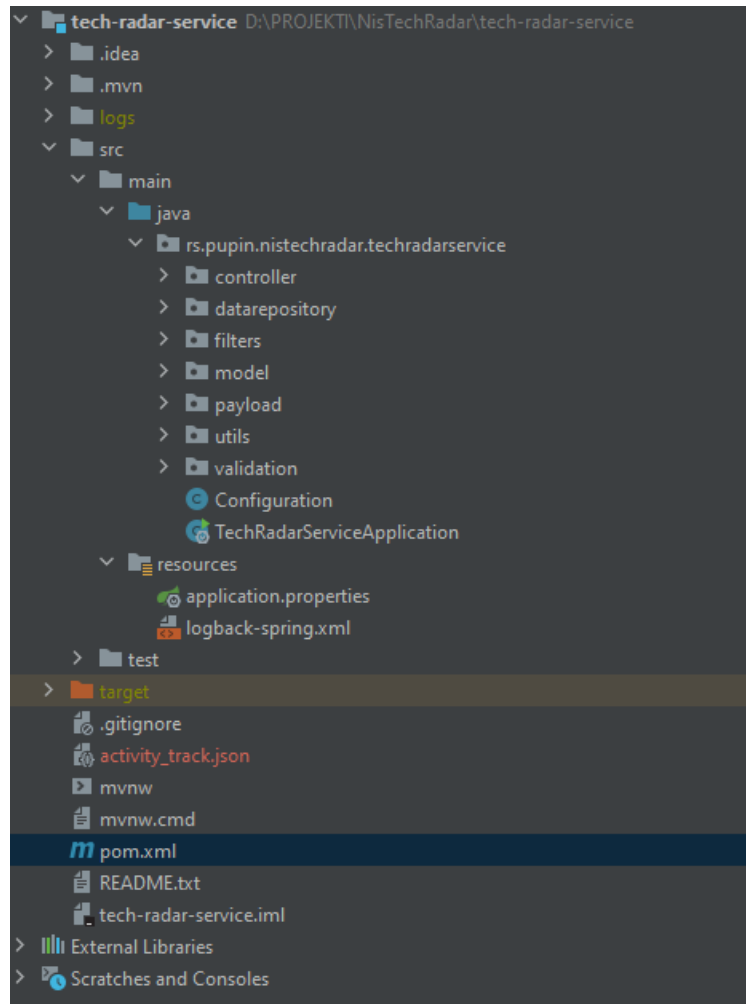 tech-radar-service D:\PROJEKTI\NisTechRadar\tech-radar-service
.idea
.mvn
logs
src
main
java
rs.pupin.nistechradar.techradarservice
controller
datarepository
filters
model
payload
utils
validation
Configuration
TechRadarServiceApplication
resources
application.properties
logback-spring.xml
test
target
.gitignore
activity_track.json
mvnw
mvnw.cmd
pom.xml
README.txt
tech-radar-service.iml
External Libraries
Scratches and Consoles